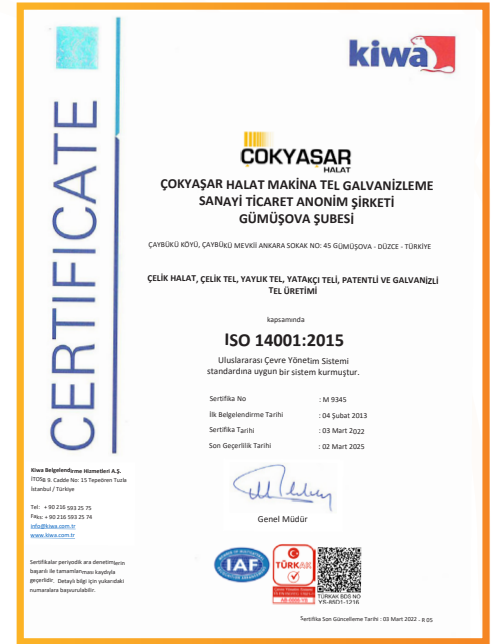 CERTIFICATE
kiwa
ÇOKYAŞAR
HALAT
ÇOKYAŞAR HALAT MAKİNA TEL GALVANİZLEME
SANAYİ TİCARET ANONİM ŞİRKETİ
GÜMÜŞOVA ŞUBESİ
ÇAYBÜKÜ KÖYÜ, ÇAYBÜKÜ MEVKİİ ANKARA SOKAK NO: 45 GÜMÜŞOVA - DÜZCE - TÜRKİYE
ÇELİK HALAT, ÇELİK TEL, YAYLIK TEL, YATAKÇI TELİ, PATENTLİ VE GALVANİZLİ
TEL ÜRETİMİ
kapsamında
ISO 14001:2015
Uluslararası Çevre Yönetim Sistemi
standardına uygun bir sistem kurmuştur.
Sertifika No : M 9345
İlk Belgelendirme Tarihi : 04 Şubat 2013
Sertifika Tarihi : 03 Mart 2022
Son Geçerlilik Tarihi : 02 Mart 2025
Genel Müdür
Kiwa Belgelendirme Hizmetleri A.Ş.
İTOSB 9. Cadde No: 15 Tepeören Tuzla
İstanbul / Türkiye
Tel: + 90 216 593 25 75
Faks: + 90 216 593 25 74
info@kiwa.com.tr
www.kiwa.com.tr
Sertifikalar periyodik ara denetimlerin
başarılı ile tamamlanması kaydıyla
geçerlidir. Detaylı bilgi için yukarıdaki
numaralara başvurulabilir.
IAF
TÜRKAK
TÜRKAK BDS NO
YS-85D1-1216
Sertifika Son Güncelleme Tarihi : 03 Mart 2022 - R 05